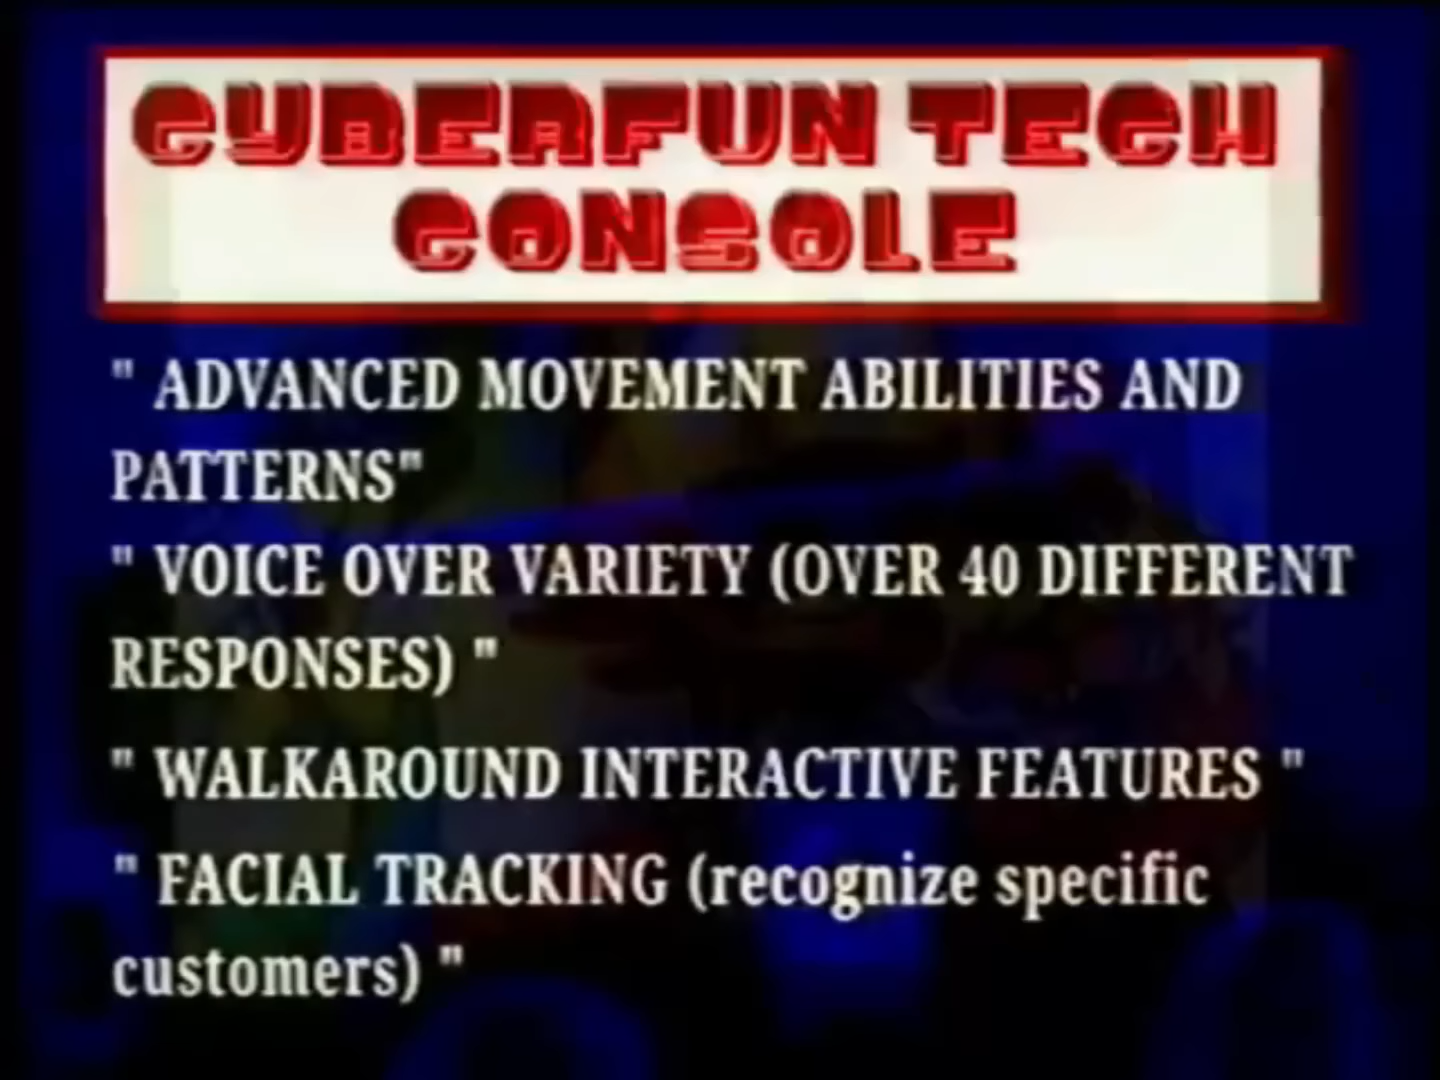 CYBERFUN TECH
CONSOLE
" ADVANCED MOVEMENT ABILITIES AND
PATTERNS"
" VOICE OVER VARIETY (OVER 40 DIFFERENT
RESPONSES) "
" WALKAROUND INTERACTIVE FEATURES "
" FACIAL TRACKING (recognize specific
customers) "